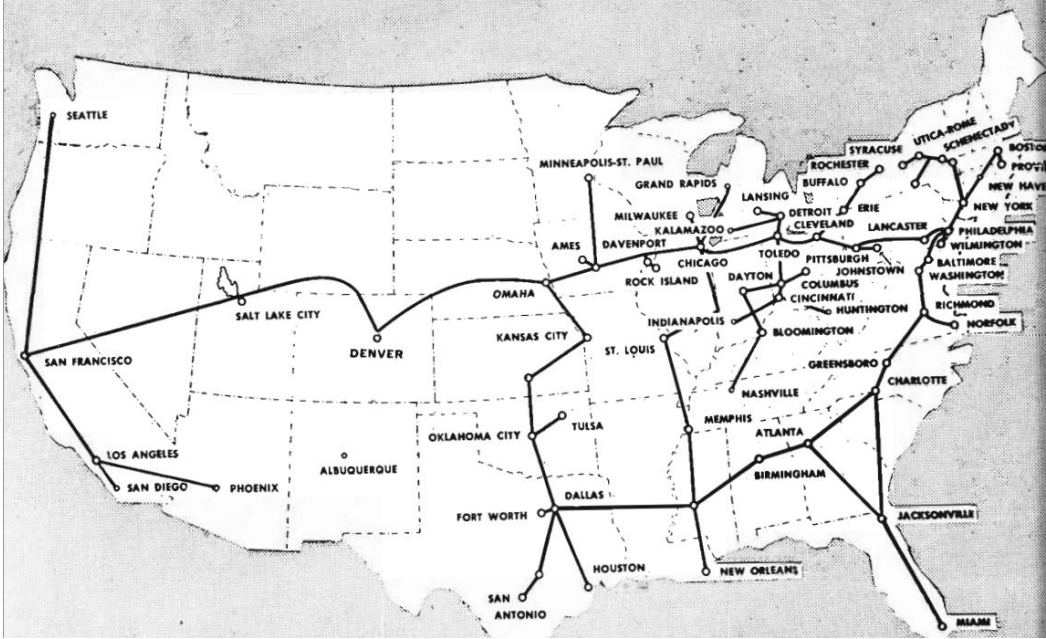 SEATTLE
SAN FRANCISCO
LOS ANGELES
SAN DIEGO
PHOENIX
SALT LAKE CITY
DENVER
ALBUQUERQUE
MINNEAPOLIS-ST. PAUL
AMES
DAVENPORT
ROCK ISLAND
OMAHA
KANSAS CITY
OKLAHOMA CITY
TULSA
FORT WORTH
DALLAS
HOUSTON
SAN
ANTONIO
GRAND RAPIDS
LANSING
MILWAUKEE
KALAMAZOO
DETROIT
CHICAGO
TOLEDO
CLEVELAND
ERIE
BUFFALO
ROCHESTER
SYRACUSE
UTICA-ROME
SCHENECTADY
BOSTO
PROVI
NEW HAVE
NEW YORK
LANCASTER
PHILADELPHIA
WILMINGTON
BALTIMORE
WASHINGTON
PITTSBURGH
JOHNSTOWN
DAYTON
COLUMBUS
CINCINNATI
HUNTINGTON
INDIANAPOLIS
BLOOMINGTON
ST. LOUIS
NASHVILLE
MEMPHIS
RICHMOND
NORFOLK
GREENSBORO
CHARLOTTE
ATLANTA
BIRMINGHAM
JACKSONVILLE
NEW ORLEANS
MIAMI